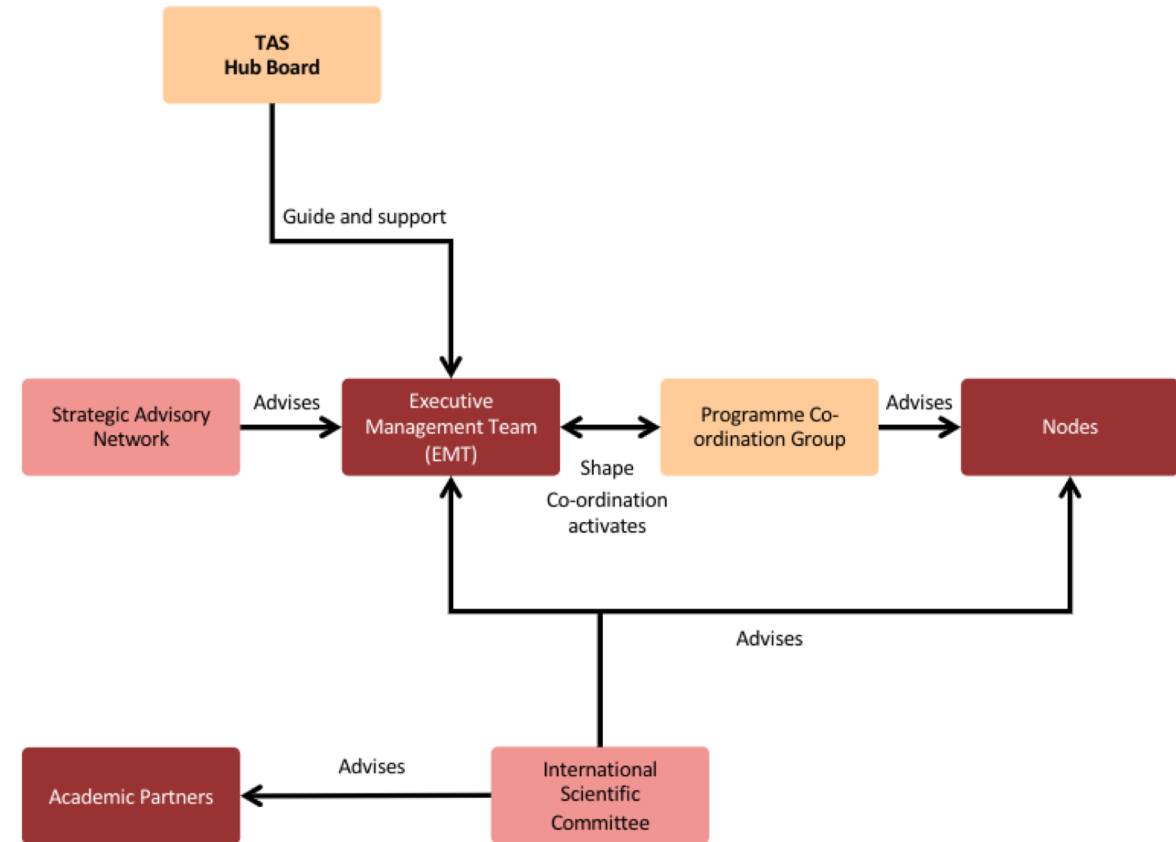 TAS
Hub Board
Guide and support
Strategic Advisory
Network
Advises
Executive
Management Team
(EMT)
Shape
Co-ordination
activates
Programme Co-
ordination Group
Advises
Nodes
Advises
Academic Partners
Advises
International
Scientific
Committee